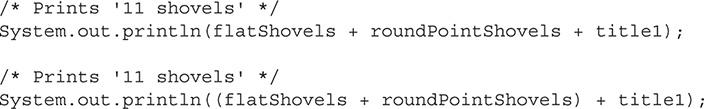 /* Prints '11 shovels' */
System.out.println(flatShovels + roundPointShovels + title1);
/* Prints '11 shovels' */
System.out.println((flatShovels + roundPointShovels) + title1);